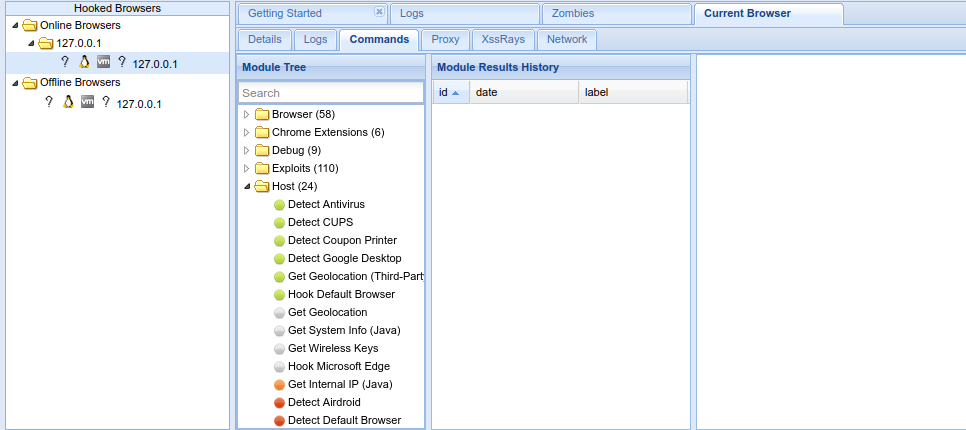 Hooked Browsers
Online Browsers
127.0.0.1
? vm ? 127.0.0.1
Offline Browsers
? vm ? 127.0.0.1
Getting Started
Logs
Zombies
Current Browser
Details
Logs
Commands
Proxy
XssRays
Network
Module Tree
Search
Browser (58)
Chrome Extensions (6)
Debug (9)
Exploits (110)
Host (24)
Detect Antivirus
Detect CUPS
Detect Coupon Printer
Detect Google Desktop
Get Geolocation (Third-Party
Hook Default Browser
Get Geolocation
Get System Info (Java)
Get Wireless Keys
Hook Microsoft Edge
Get Internal IP (Java)
Detect Airdroid
Detect Default Browser
Module Results History
id
date
label